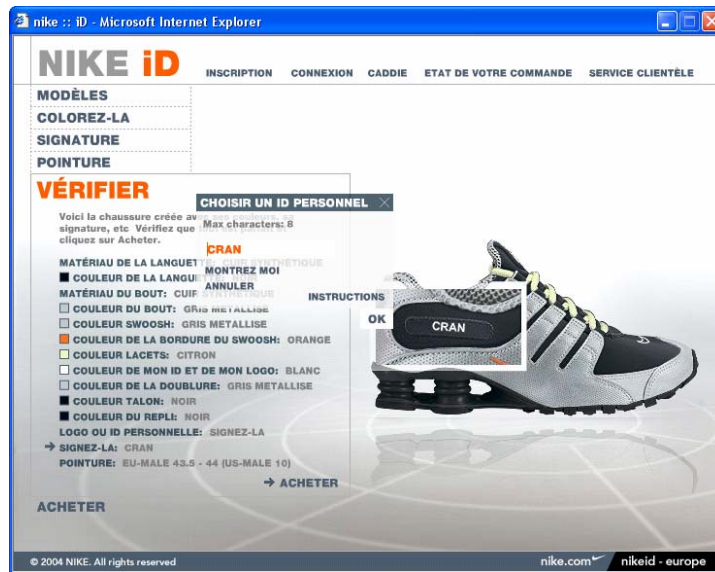 nike :: iD - Microsoft Internet Explorer
NIKE iD
INSCRIPTION CONNEXION CADDIE ETAT DE VOTRE COMMANDE SERVICE CLIENTÈLE
MODÈLES
COLOREZ-LA
SIGNATURE
POINTURE
VÉRIFIER
Voici la chaussure créée
signature, etc Vérifiez que
cliquez sur Acheter.
CHOISIR UN ID PERSONNEL
Max characters: 8
CRAN
MONTREZ MOI
ANNULER
INSTRUCTIONS
OK
CRAN
MATÉRIAU DE LA LANGUETTE: CUIR SYNTHETIQUE
COULEUR DE LA LANGUETTE: NOIR
MATÉRIAU DU BOUT: CUIR SYNTHETIQUE
COULEUR DU BOUT: GRIS METALLISE
COULEUR SWOOSH: GRIS METALLISE
COULEUR DE LA BORDURE DU SWOOSH: ORANGE
COULEUR LACETS: CITRON
COULEUR DE MON ID ET DE MON LOGO: BLANC
COULEUR DE LA DOUBLURE: GRIS METALLISE
COULEUR TALON: NOIR
COULEUR DU REPLI: NOIR
LOGO OU ID PERSONNELLE: SIGNEZ-LA
SIGNEZ-LA: CRAN
POINTURE: EU-MALE 43.5 - 44 (US-MALE 10)
ACHETER
ACHETER
© 2004 NIKE. All rights reserved
nike.com
nikeid - europe